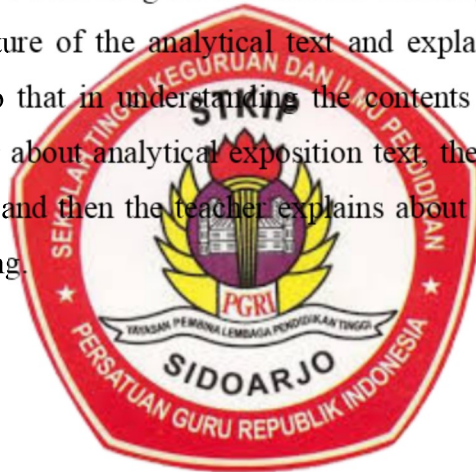 ture of the analytical text and expla
that in understanding the contents
about analytical exposition text, the
and then the teacher explains about
ng.
SEKOLAH TINGGI KEGURUAN DAN ILMU PENDIDIKAN
STKIP
PGRI
YAYASAN PEMBINA LEMBAGA PENDIDIKAN TINGGI
SIDOARJO
PERSATUAN GURU REPUBLIK INDONESIA